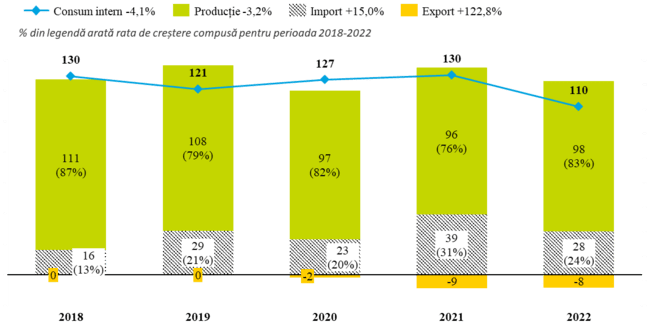 Consum intern -4,1% Producție -3,2% Import +15,0% Export +122,8%
% din legendă arată rata de creștere compusă pentru perioada 2018-2022
130 121 127 130 110
111 108 97 96 98
(87%) (79%) (82%) (76%) (83%)
16 29 23 39 28
(13%) (21%) (20%) (31%) (24%)
0 0 -2 -9 -8
2018 2019 2020 2021 2022